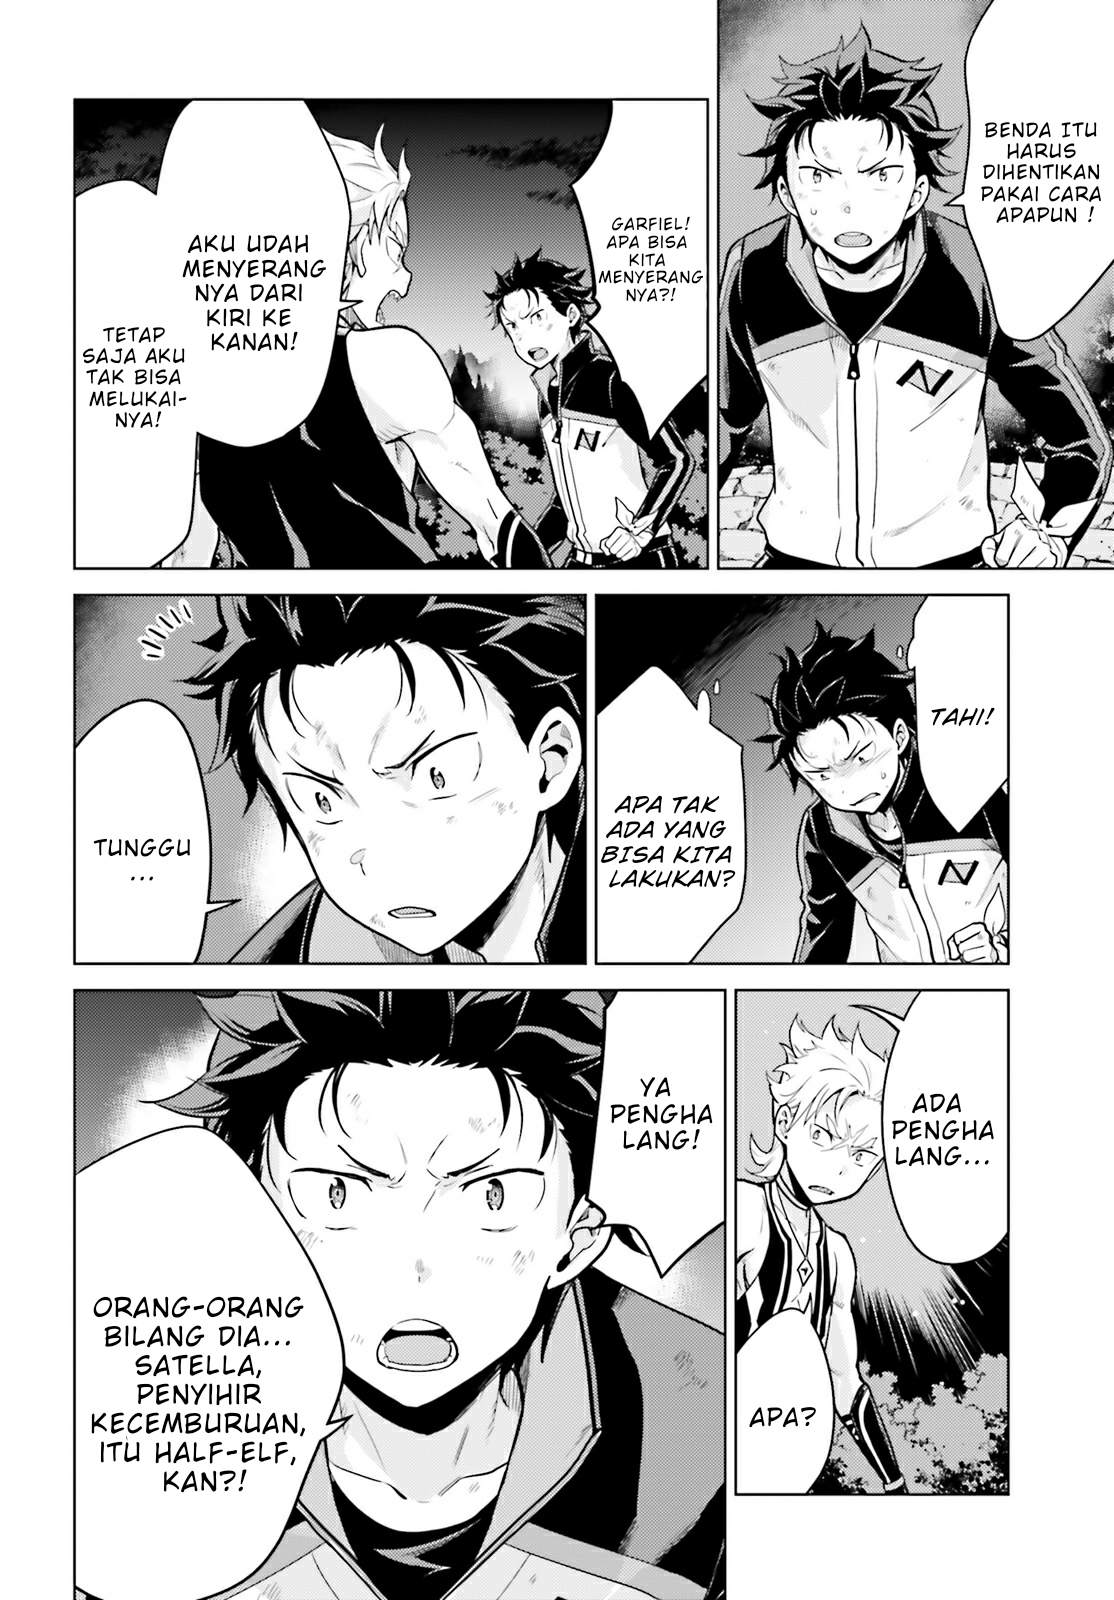 BENDA ITU
HARUS
DIHENTIKAN
PAKAI CARA
APAPUN !
GARFIEL!
APA BISA
KITA
MENYERANG
NYA?!
AKU UDAH
MENYERANG
NYA DARI
KIRI KE
KANAN!
TETAP
SAJA AKU
TAK BISA
MELUKAI-
NYA!
TAHI!
APA TAK
ADA YANG
BISA KITA
LAKUKAN?
TUNGGU
...
ADA
PENGHA
LANG...
APA?
YA
PENGHA
LANG!
ORANG-ORANG
BILANG DIA...
SATELLA,
PENYIHIR
KECEMBURUAN,
ITU HALF-ELF,
KAN?!